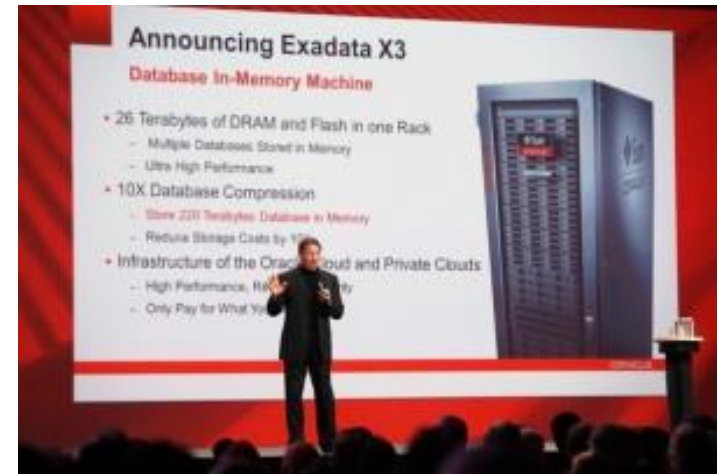 Announcing Exadata X3
Database In-Memory Machine
• 26 Terabytes of DRAM and Flash in one Rack
- Multiple Databases Stored in Memory
- Ultra High Performance
• 10X Database Compression
- Store 220 Terabytes Database in Memory
- Reduce Storage Costs by
• Infrastructure of the Cloud and Private Clouds
- High Performance,
- Only Pay for What
Sun
ORACLE